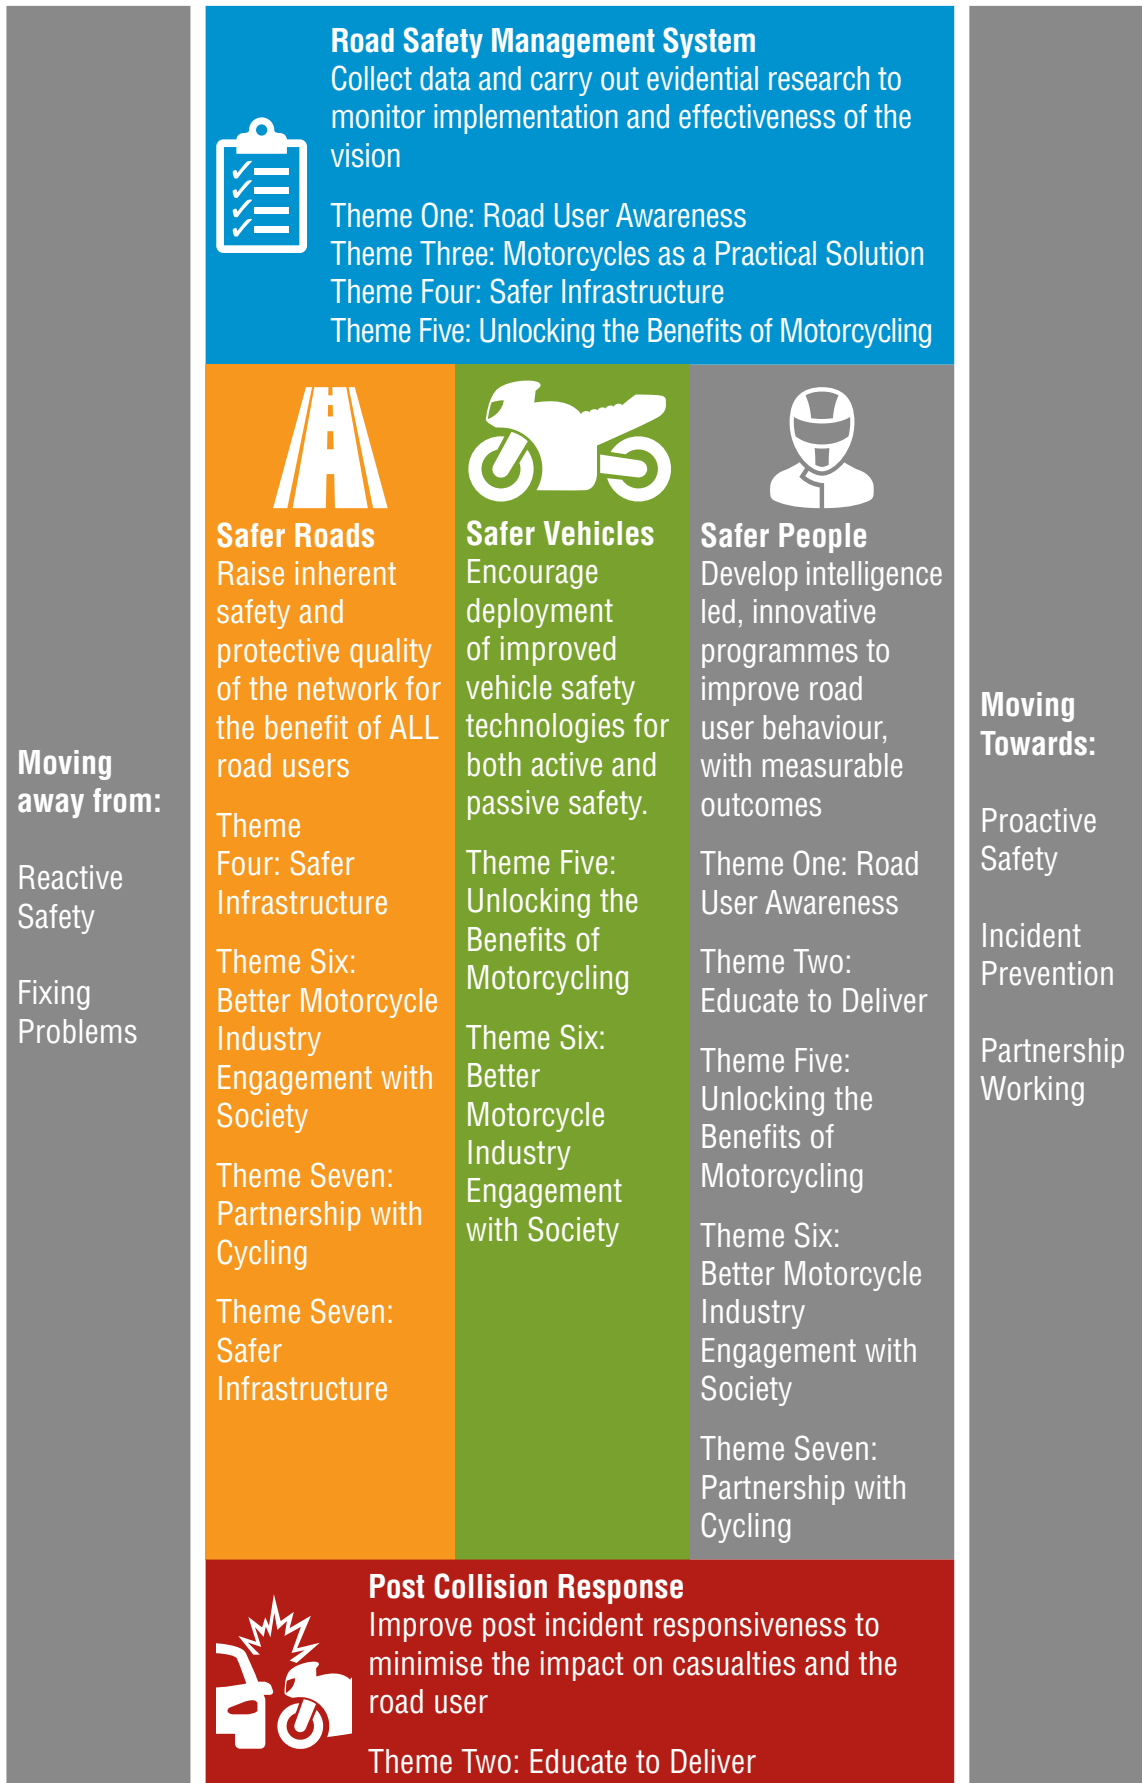 Road Safety Management System
Collect data and carry out evidential research to
monitor implementation and effectiveness of the
vision
Theme One: Road User Awareness
Theme Three: Motorcycles as a Practical Solution
Theme Four: Safer Infrastructure
Theme Five: Unlocking the Benefits of Motorcycling
Moving
away from:
Reactive
Safety
Fixing
Problems
Safer Roads
Raise inherent
safety and
protective quality
of the network for
the benefit of ALL
road users
Theme
Four: Safer
Infrastructure
Theme Six:
Better Motorcycle
Industry
Engagement with
Society
Theme Seven:
Partnership with
Cycling
Theme Seven:
Safer
Infrastructure
Safer Vehicles
Encourage
deployment
of improved
vehicle safety
technologies for
both active and
passive safety.
Theme Five:
Unlocking the
Benefits of
Motorcycling
Theme Six:
Better
Motorcycle
Industry
Engagement
with Society
Safer People
Develop intelligence
led, innovative
programmes to
improve road
user behaviour,
with measurable
outcomes
Theme One: Road
User Awareness
Theme Two:
Educate to Deliver
Theme Five:
Unlocking the
Benefits of
Motorcycling
Theme Six:
Better Motorcycle
Industry
Engagement with
Society
Theme Seven:
Partnership with
Cycling
Moving
Towards:
Proactive
Safety
Incident
Prevention
Partnership
Working
Post Collision Response
Improve post incident responsiveness to
minimise the impact on casualties and the
road user
Theme Two: Educate to Deliver